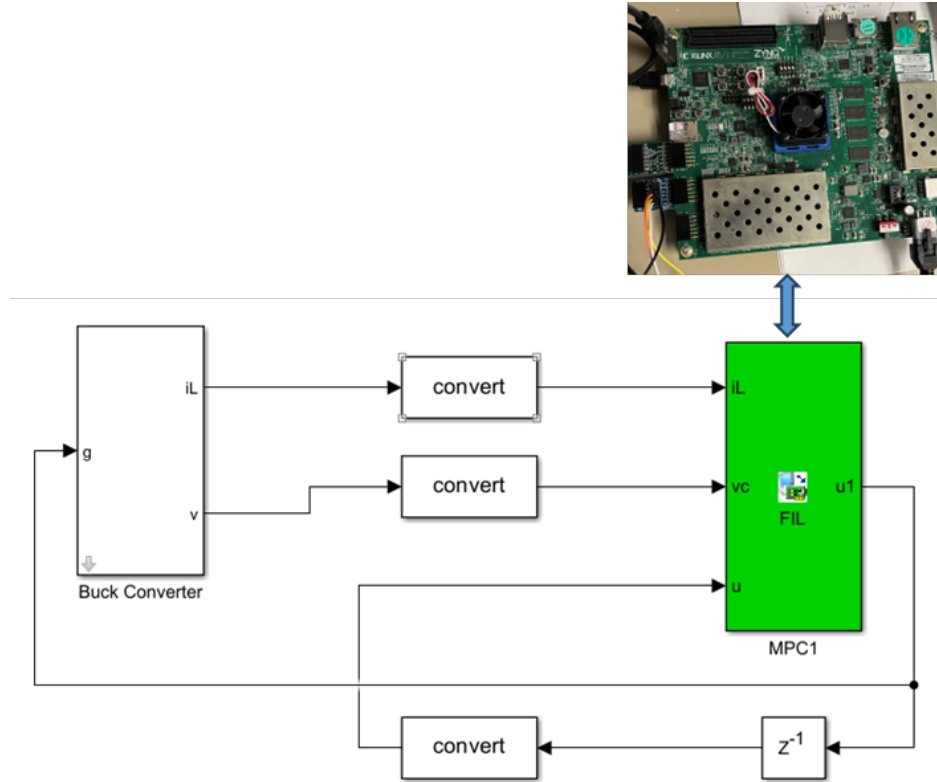 XILINX
ZYNQ
iL
convert
iL
g
convert
vc
u1
FIL
v
Buck Converter
u
MPC1
convert
Z-1